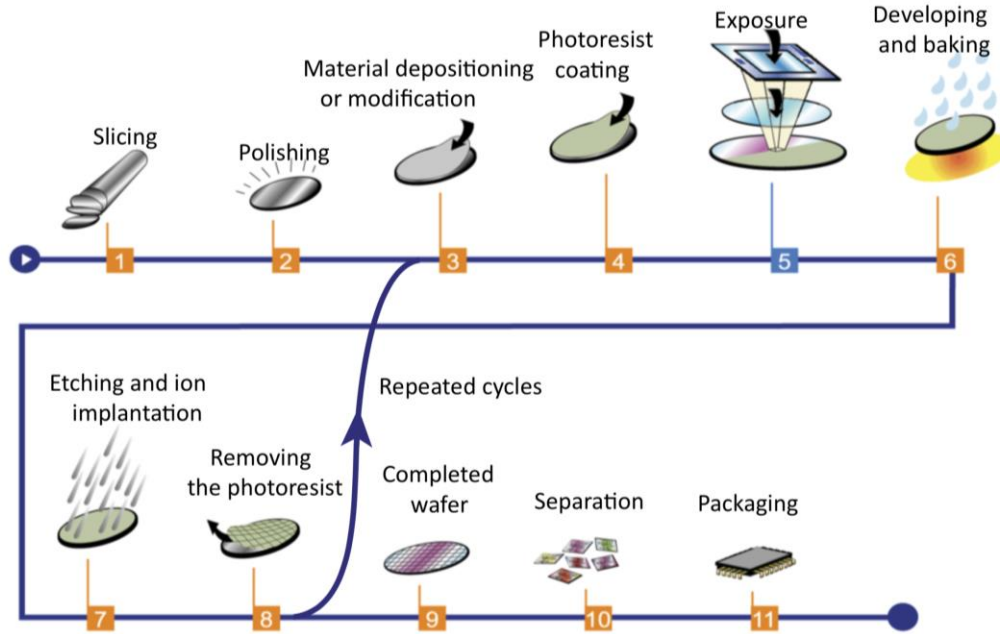 Slicing
Polishing
Material depositioning
or modification
Photoresist
coating
Exposure
Developing
and baking
1
2
3
4
5
6
Repeated cycles
Etching and ion
implantation
Removing
the photoresist
Completed
wafer
Separation
Packaging
7
8
9
10
11